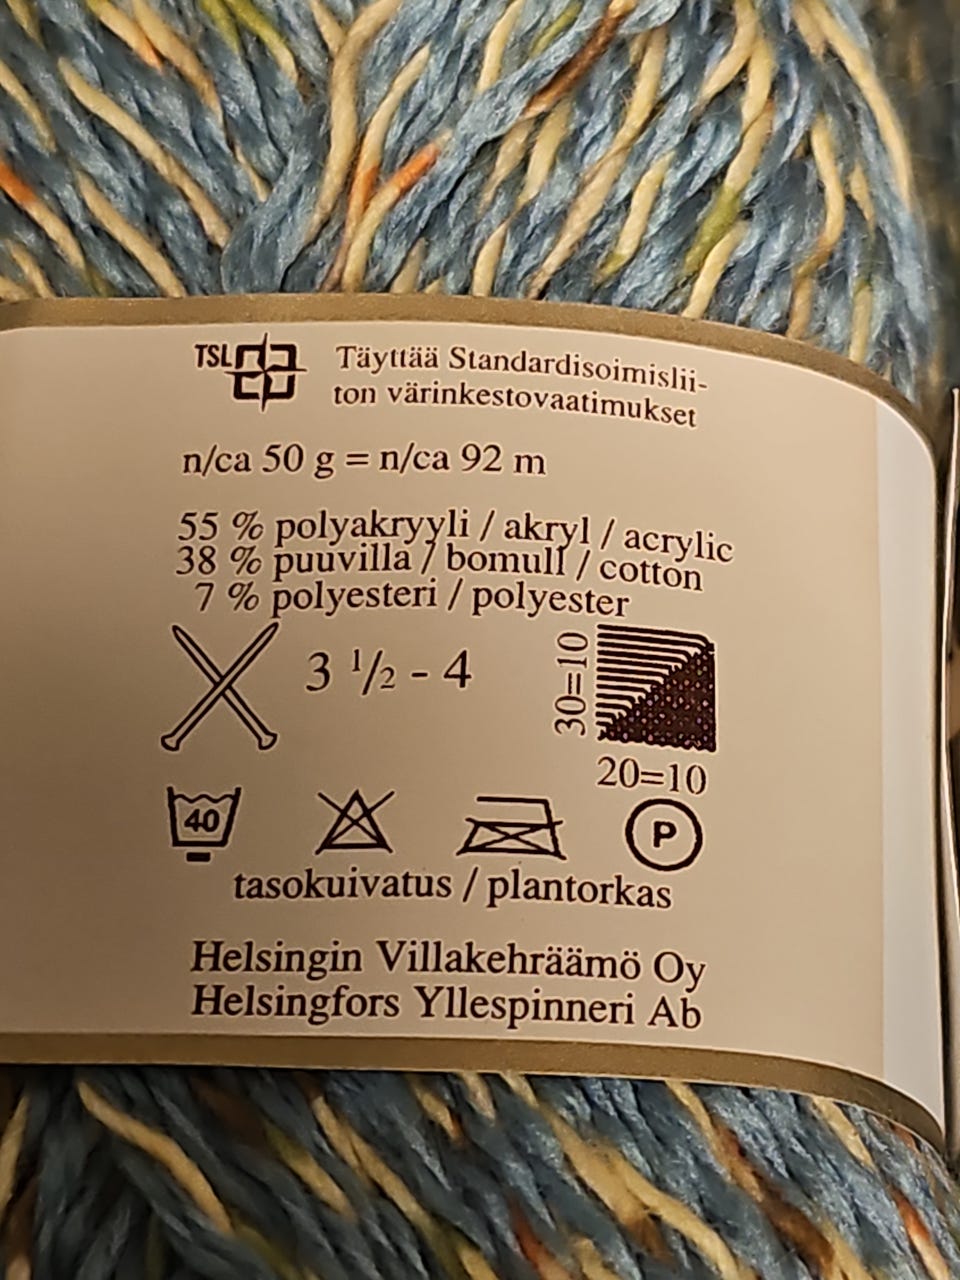 TSL
Täyttää Standardisoimislii-
ton värinkestovaatimukset
n/ca 50 g = n/ca 92 m
55 % polyakryyli / akryl / acrylic
38 % puuvilla / bomull / cotton
7 % polyesteri / polyester
3 1/2 - 4
30=10
20=10
40
P
tasokuivatus / plantorkas
Helsingin Villakehräämö Oy
Helsingfors Yllespinneri Ab